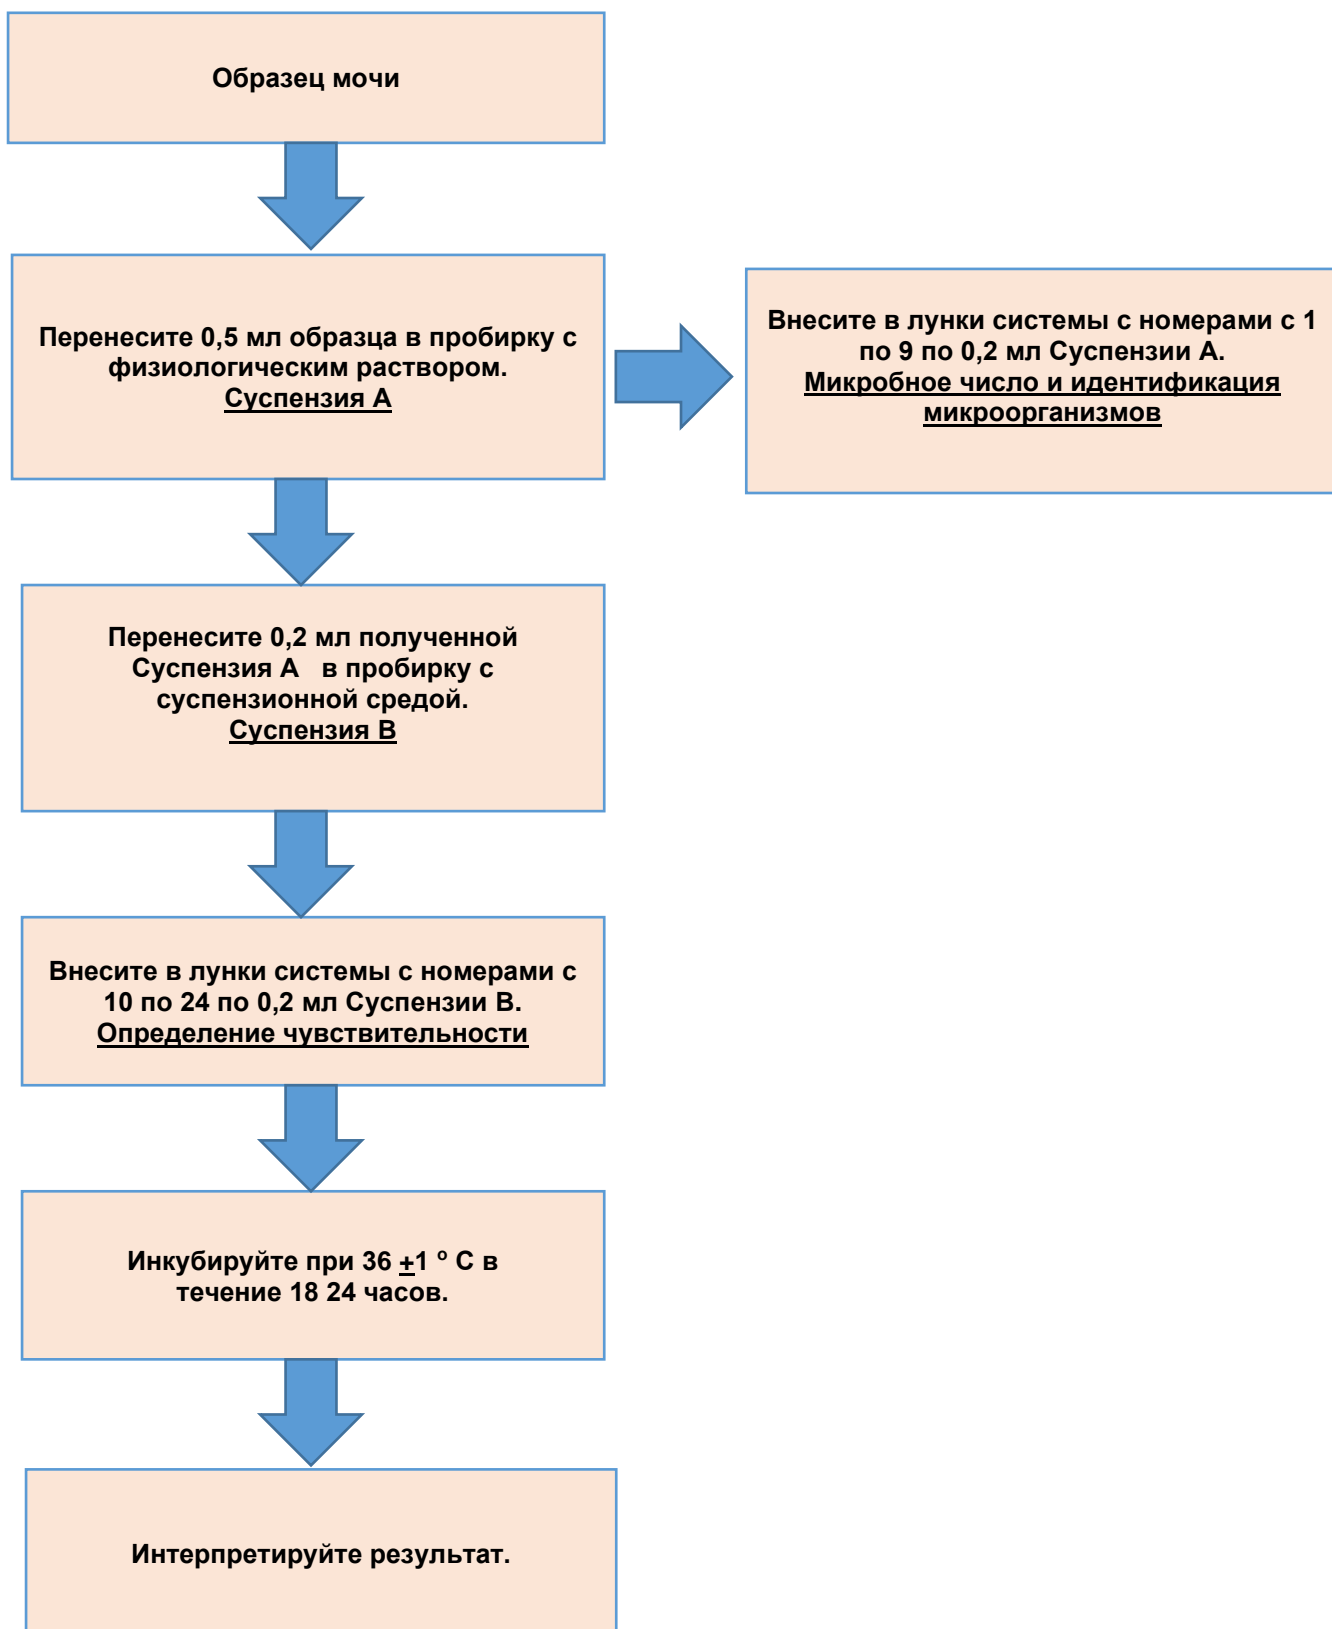 Образец мочи
Перенесите 0,5 мл образца в пробирку с
физиологическим раствором.
Суспензия А
Внесите в лунки системы с номерами с 1
по 9 по 0,2 мл Суспензии А.
Микробное число и идентификация
микроорганизмов
Перенесите 0,2 мл полученной
Суспензия А в пробирку с
суспензионной средой.
Суспензия В
Внесите в лунки системы с номерами с
10 по 24 по 0,2 мл Суспензии В.
Определение чувствительности
Инкубируйте при 36 +1 º С в
течение 18 24 часов.
Интерпретируйте результат.